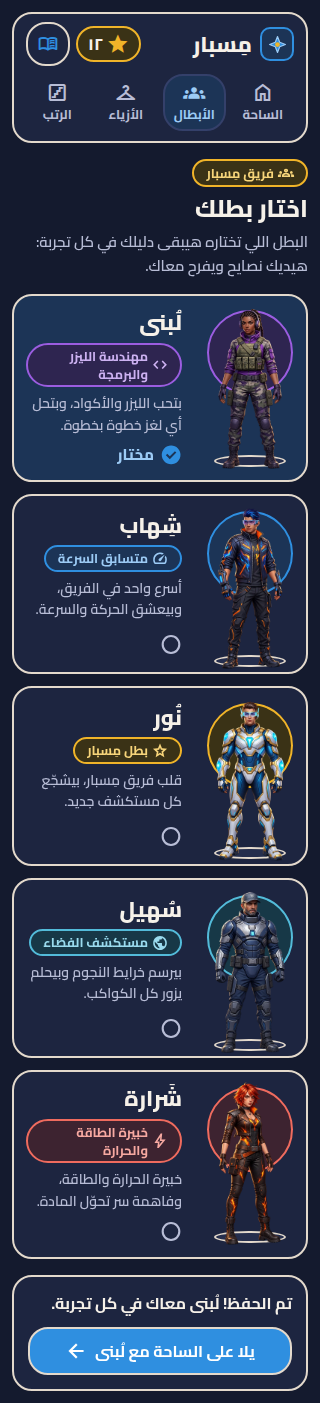 مِسبار
١٢
الساحة
الأبطال
الأزياء
الرتب
فريق مِسبار
اختار بطلك
البطل اللي تختاره هيبقى دليلك في كل تجربة:
هيديك نصايح ويفرح معاك.
لُبنى
مهندسة الليزر
والبرمجة
بتحب الليزر والأكواد، وبتحل
أي لغز خطوة بخطوة.
مختار
شِهاب
متسابق السرعة
أسرع واحد في الفريق،
وبيعشق الحركة والسرعة.
نُور
بطل مِسبار
قلب فريق مِسبار، بيشجّع
كل مستكشف جديد.
سُهيل
مستكشف الفضاء
بيرسم خرايط النجوم وبيحلم
يزور كل الكواكب.
شَرارة
خبيرة الطاقة
والحرارة
خبيرة الحرارة والطاقة،
وفاهمة سر تحوّل المادة.
تم الحفظ! لُبنى معاك في كل تجربة.
يلا على الساحة مع لُبنى